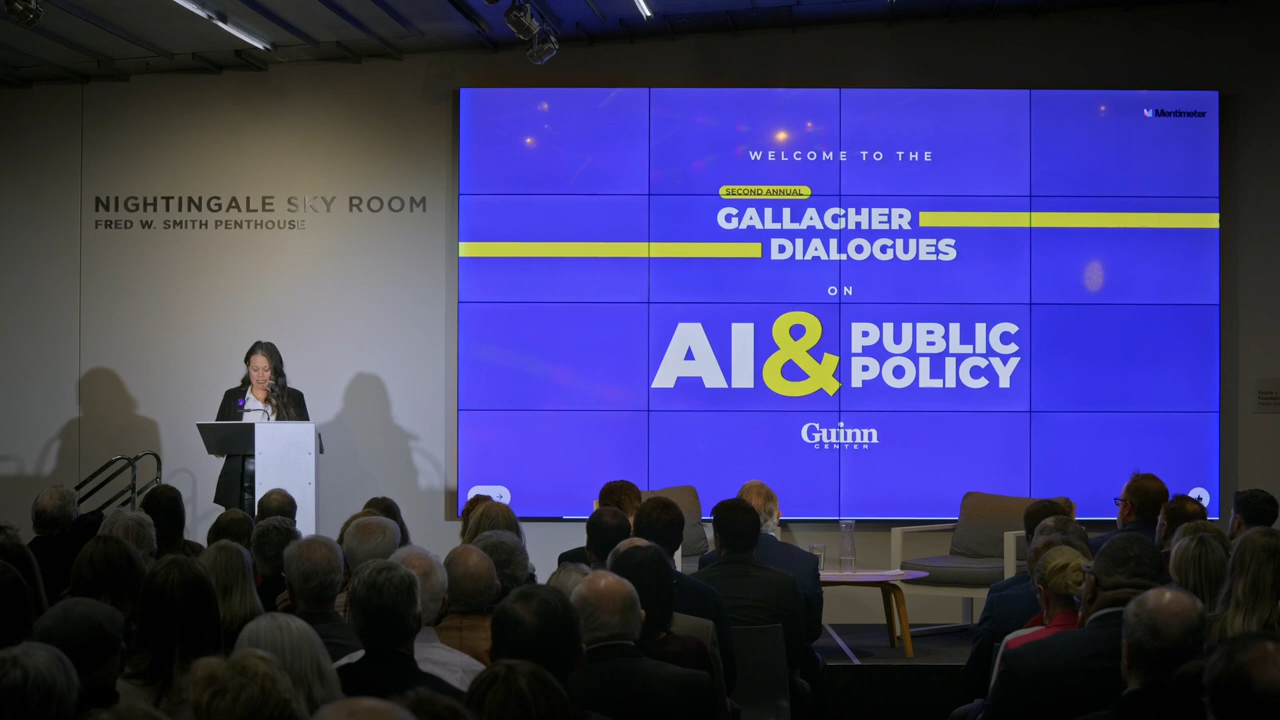 NIGHTINGALE SKY ROOM
FRED W. SMITH PENTHOUSE
Mentimeter
WELCOME TO THE
SECOND ANNUAL
GALLAGHER
DIALOGUES
ON
AI & PUBLIC
POLICY
Guinn
CENTER